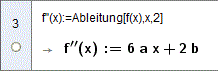 3
f''(x):=Ableitung[f(x),x,2]
→ f''(x) := 6 a x + 2 b